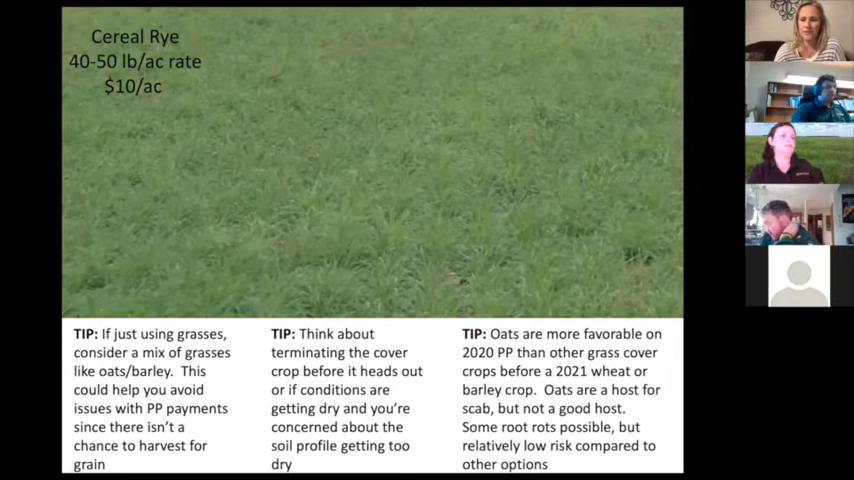 Cereal Rye
40-50 lb/ac rate
$10/ac
TIP: If just using grasses,
consider a mix of grasses
like oats/barley.  This
could help you avoid
issues with PP payments
since there isn't a
chance to harvest for
grain
TIP: Think about
terminating the cover
crop before it heads out
or if conditions are
getting dry and you're
concerned about the
soil profile getting too
dry
TIP: Oats are more favorable on
2020 PP than other grass cover
crops before a 2021 wheat or
barley crop.  Oats are a host for
scab, but not a good host.
Some root rots possible, but
relatively low risk compared to
other options